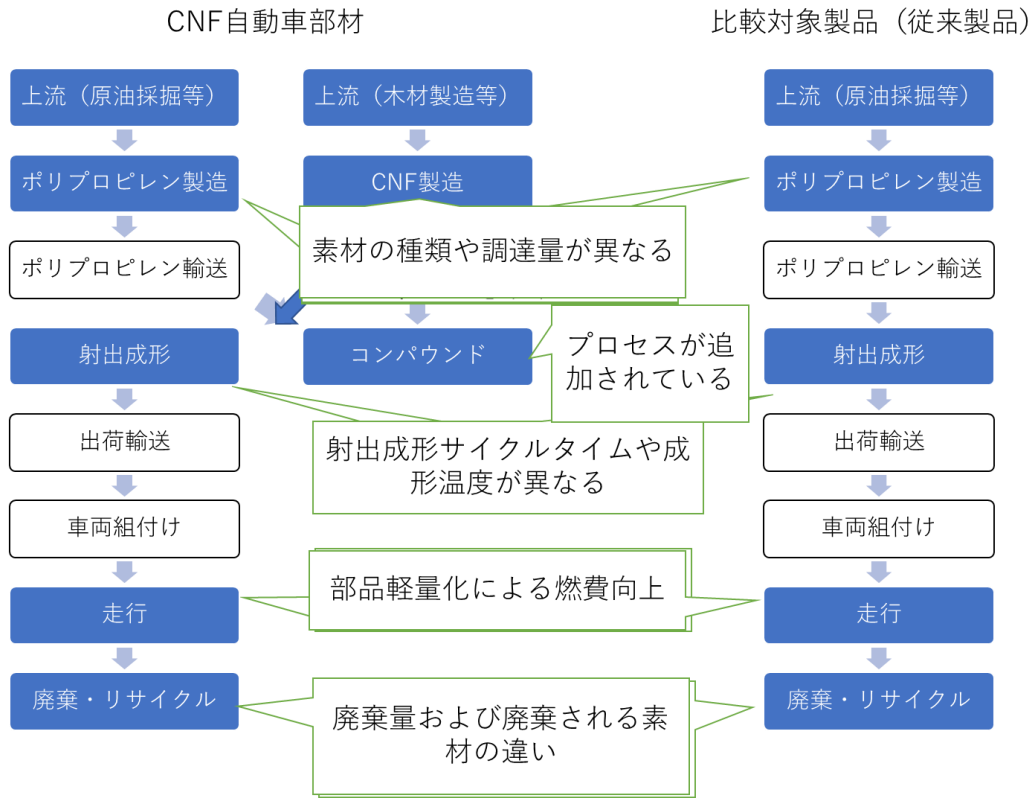 CNF自動車部材
比較対象製品（従来製品）
上流（原油採掘等）
ポリプロピレン製造
ポリプロピレン輸送
射出成形
出荷輸送
車両組付け
走行
廃棄・リサイクル
上流（木材製造等）
CNF製造
コンパウンド
素材の種類や調達量が異なる
プロセスが追
加されている
射出成形サイクルタイムや成
形温度が異なる
部品軽量化による燃費向上
廃棄量および廃棄される素
材の違い
上流（原油採掘等）
ポリプロピレン製造
ポリプロピレン輸送
射出成形
出荷輸送
車両組付け
走行
廃棄・リサイクル